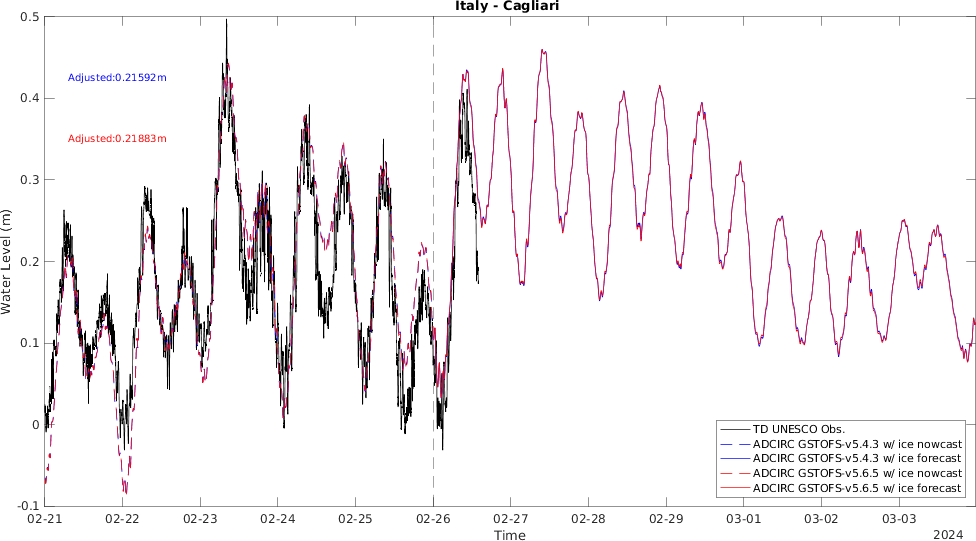 Italy - Cagliari
0.5
0.4
0.3
0.2
0.1
0
-0.1
Water Level (m)
Adjusted:0.21592m
Adjusted:0.21883m
TD UNESCO Obs.
ADCIRC GSTOFS-v5.4.3 w/ ice nowcast
ADCIRC GSTOFS-v5.4.3 w/ ice forecast
ADCIRC GSTOFS-v5.6.5 w/ ice nowcast
ADCIRC GSTOFS-v5.6.5 w/ ice forecast
02-21 02-22 02-23 02-24 02-25 02-26 02-27 02-28 02-29 03-01 03-02 03-03
Time
2024